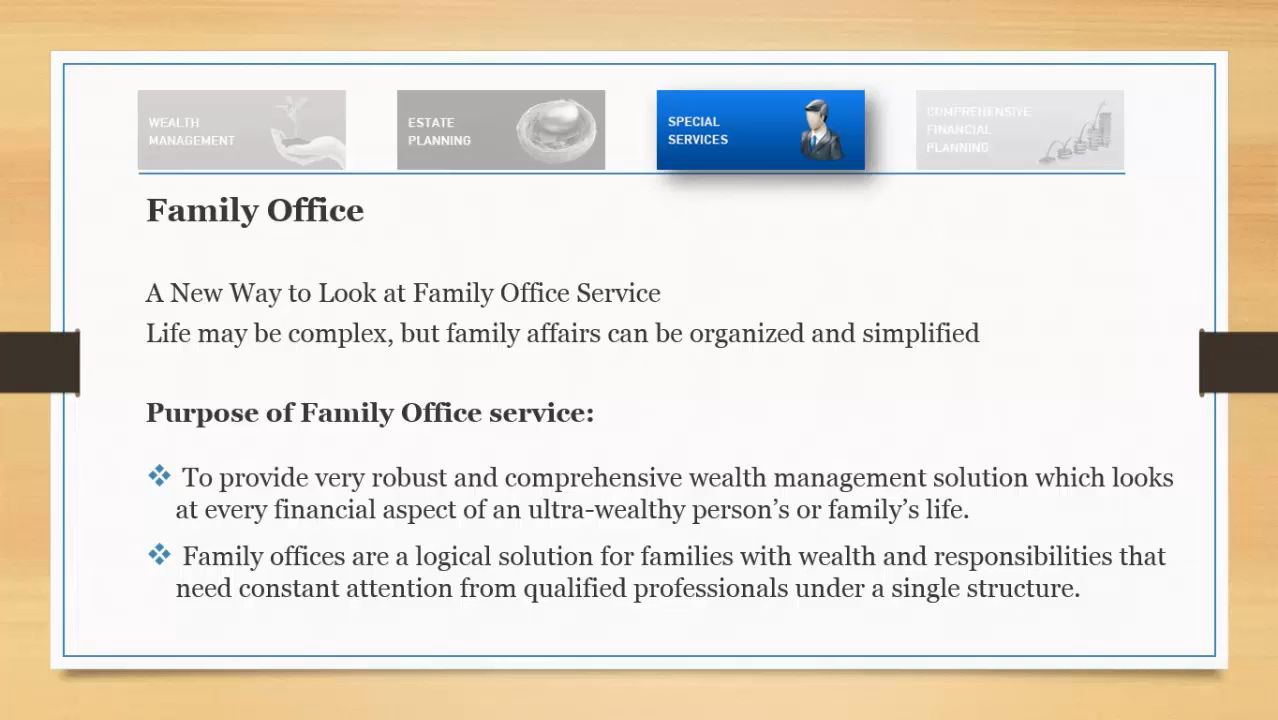 WEALTH
MANAGEMENT
ESTATE
PLANNING
SPECIAL
SERVICES
COMPREHENSIVE
FINANCIAL
PLANNING
Family Office
A New Way to Look at Family Office Service
Life may be complex, but family affairs can be organized and simplified
Purpose of Family Office service:
To provide very robust and comprehensive wealth management solution which looks
at every financial aspect of an ultra-wealthy person’s or family’s life.
Family offices are a logical solution for families with wealth and responsibilities that
need constant attention from qualified professionals under a single structure.